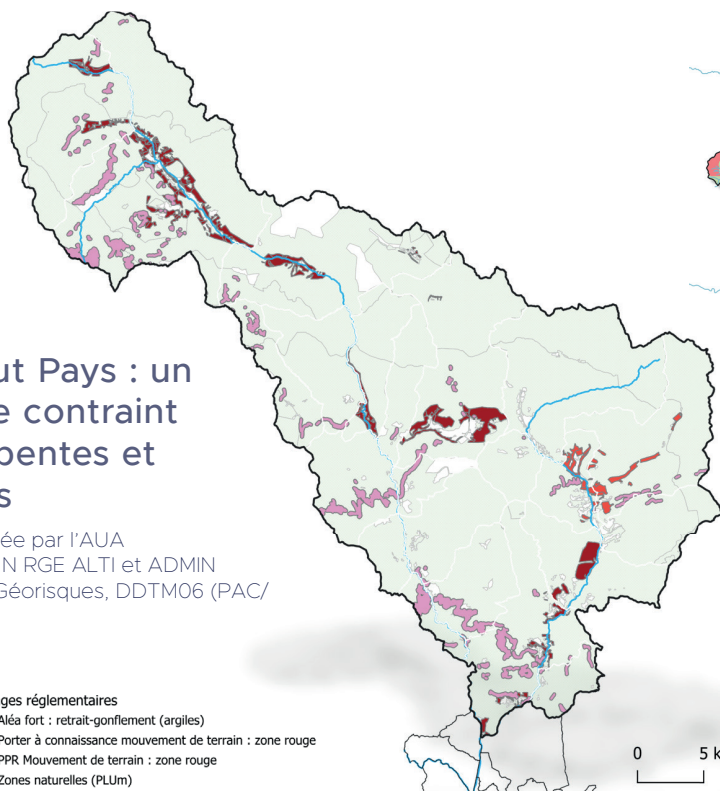 ut Pays : un
e contraint
pentes et
s
ée par l'AUA
N RGE ALTI et ADMIN
Géorisques, DDTM06 (PAC/
ges réglementaires
Aléa fort : retrait-gonflement (argiles)
Porter à connaissance mouvement de terrain : zone rouge
PPR Mouvement de terrain : zone rouge
Zones naturelles (PLUm)
0 5 k